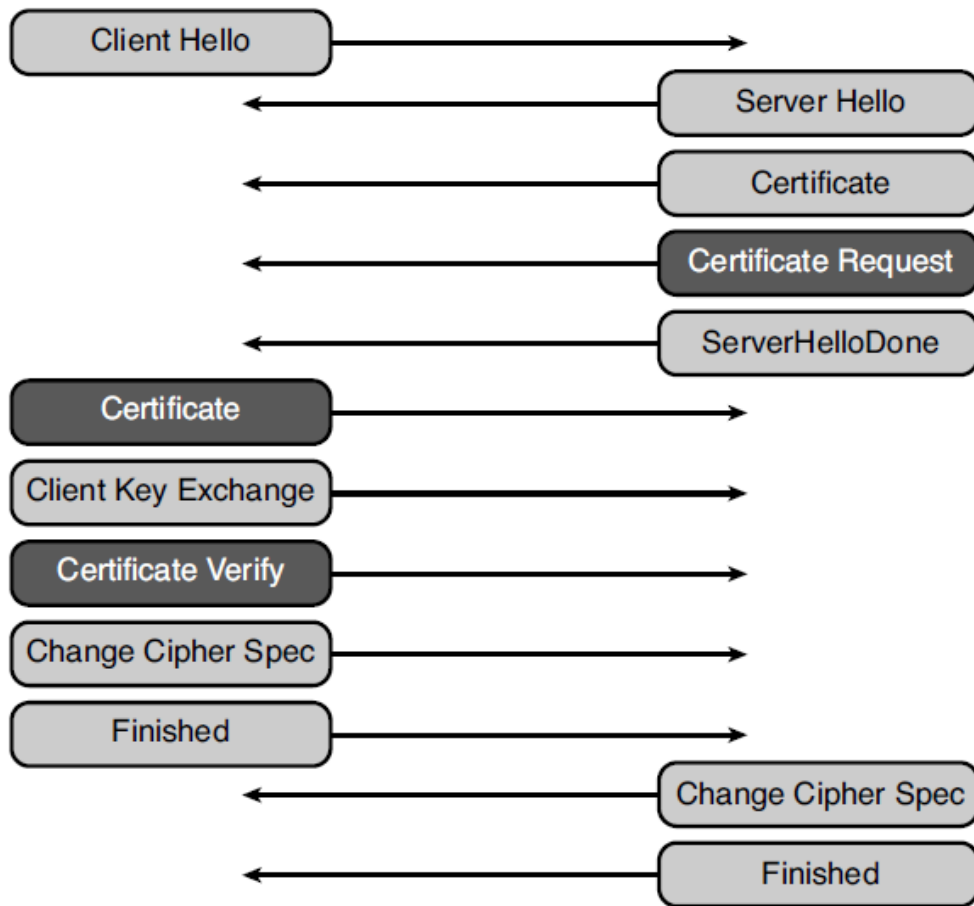 Client Hello
Server Hello
Certificate
Certificate Request
ServerHelloDone
Certificate
Client Key Exchange
Certificate Verify
Change Cipher Spec
Finished
Change Cipher Spec
Finished